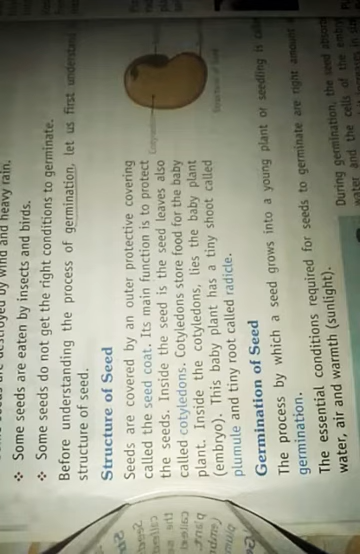 destroyed by wind and heavy rain.
❖ Some seeds are eaten by insects and birds.
❖ Some seeds do not get the right conditions to germinate.
Before understanding the process of germination, let us first understand
structure of seed.
Structure of Seed
Seeds are covered by an outer protective covering
called the seed coat. Its main function is to protect
the seeds. Inside the seed is the seed leaves also
called cotyledons. Cotyledons store food for the baby
plant. Inside the cotyledons, lies the baby plant
(embryo). This baby plant has a tiny shoot called
plumule and tiny root called radicle.
Structure of Seed
Germination of Seed
The process by which a seed grows into a young plant or seedling is
germination.
The essential conditions required for seeds to germinate are right amount
water, air and warmth (sunlight).
During germination, the seed
water and the cells of the